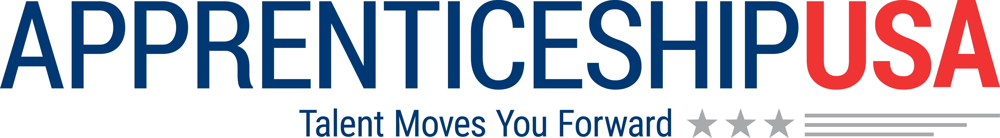 APPRENTICESHIPUSA
Talent Moves You Forward